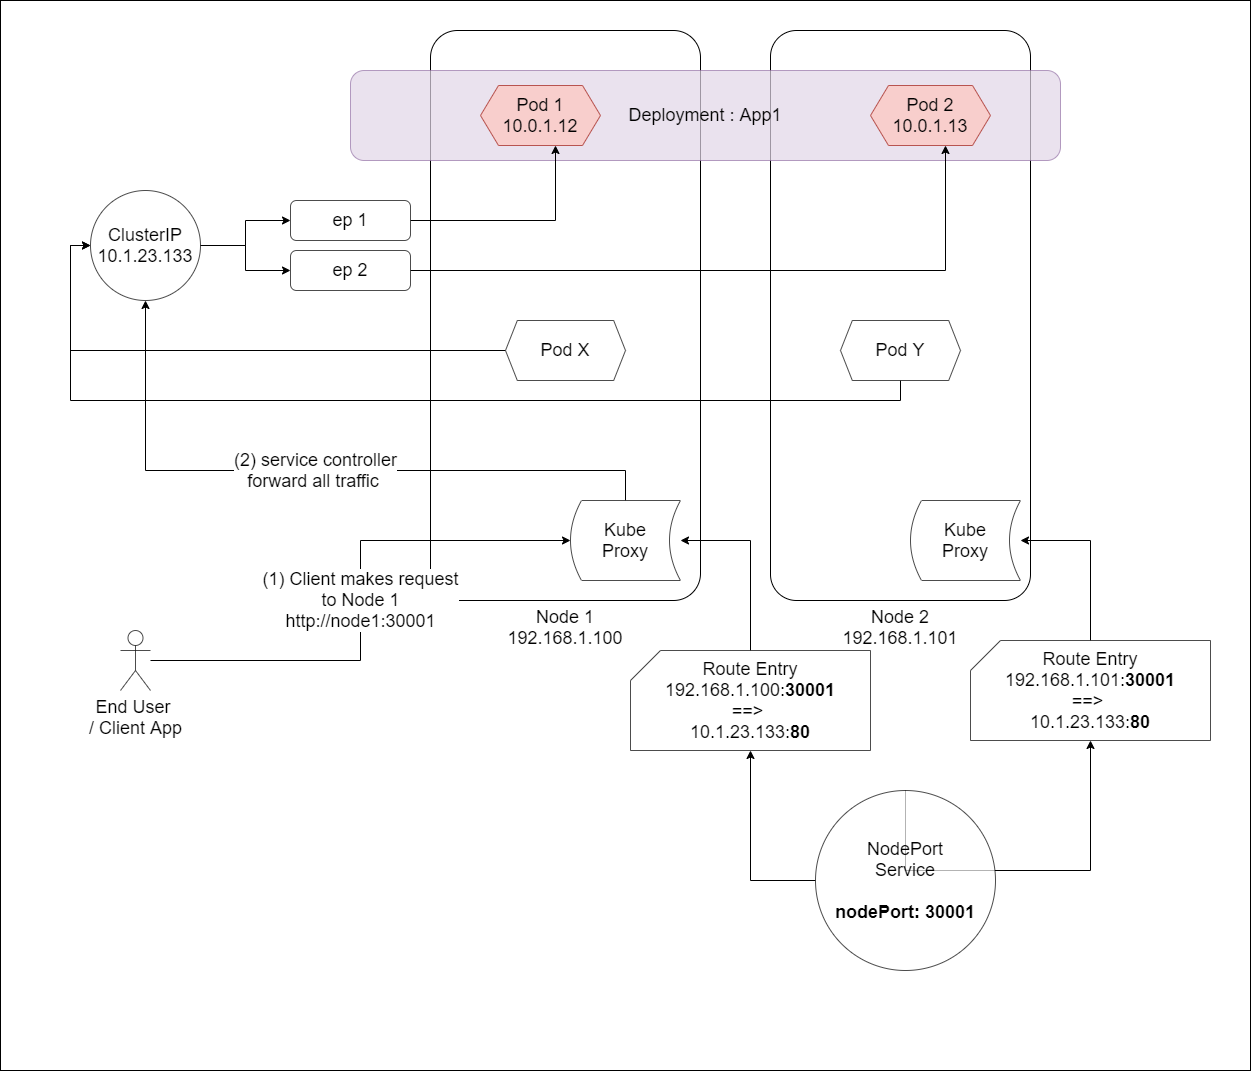 Pod 1
10.0.1.12
Deployment : App1
Pod 2
10.0.1.13
ClusterIP
10.1.23.133
ep 1
ep 2
Pod X
Pod Y
(2) service controller
forward all traffic
Kube
Proxy
Kube
Proxy
(1) Client makes request
to Node 1
http://node1:30001
Node 1
192.168.1.100
Node 2
192.168.1.101
End User
/ Client App
Route Entry
192.168.1.100:30001
==>
10.1.23.133:80
Route Entry
192.168.1.101:30001
==>
10.1.23.133:80
NodePort
Service
nodePort: 30001